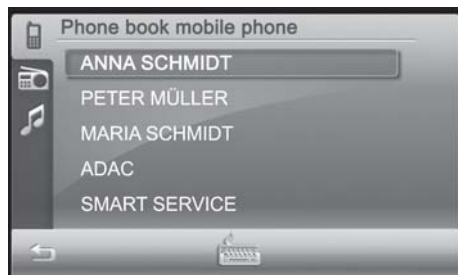 Phone book mobile phone
ANNA SCHMIDT
PETER MÜLLER
MARIA SCHMIDT
ADAC
SMART SERVICE